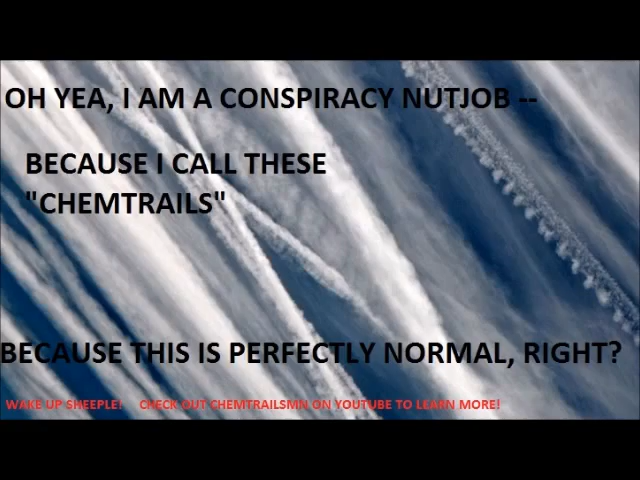 OH YEA, I AM A CONSPIRACY NUTJOB --
BECAUSE I CALL THESE
"CHEMTRAILS"
BECAUSE THIS IS PERFECTLY NORMAL, RIGHT?
WAKE UP SHEEPLE! CHECK OUT CHEMTRAILSMN ON YOUTUBE TO LEARN MORE!